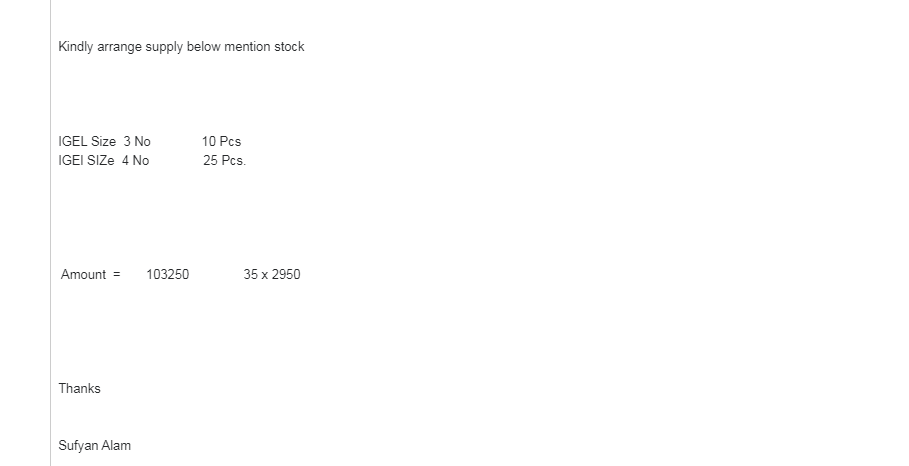 Kindly arrange supply below mention stock
IGEL Size 3 No 10 Pcs
IGEl SIZe 4 No 25 Pcs.
Amount = 103250 35 x 2950
Thanks
Sufyan Alam